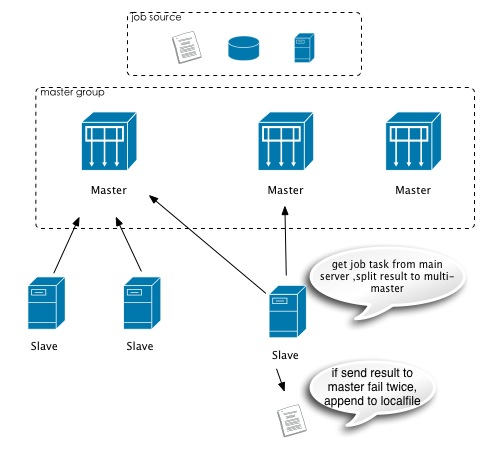 job source
master group
Master
Master
Master
get job task from main
server ,split result to multi-
master
Slave
Slave
Slave
if send result to
master fail twice,
append to localfile